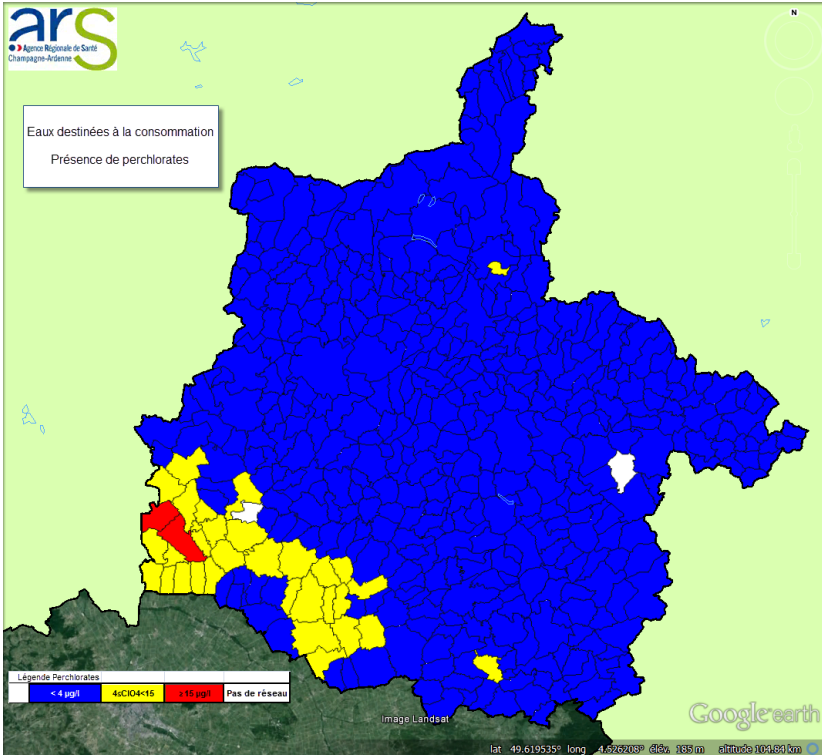 ars
Agence Régionale de Santé
Champagne-Ardenne
N
Eaux destinées à la consommation
Présence de perchlorates
Légende Perchlorates
< 4 µg/l
4≤ClO4<15
≥15 µg/l
Pas de réseau
Image Landsat
Google earth
lat 49.619535° long 4.526208° élév. 185 m altitude 104.84 km